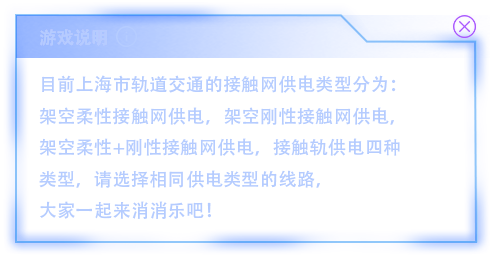 游戏说明
目前上海市轨道交通的接触网供电类型分为：
架空柔性接触网供电，架空刚性接触网供电，
架空柔性+刚性接触网供电，接触轨供电四种
类型，请选择相同供电类型的线路，
大家一起来消消乐吧！